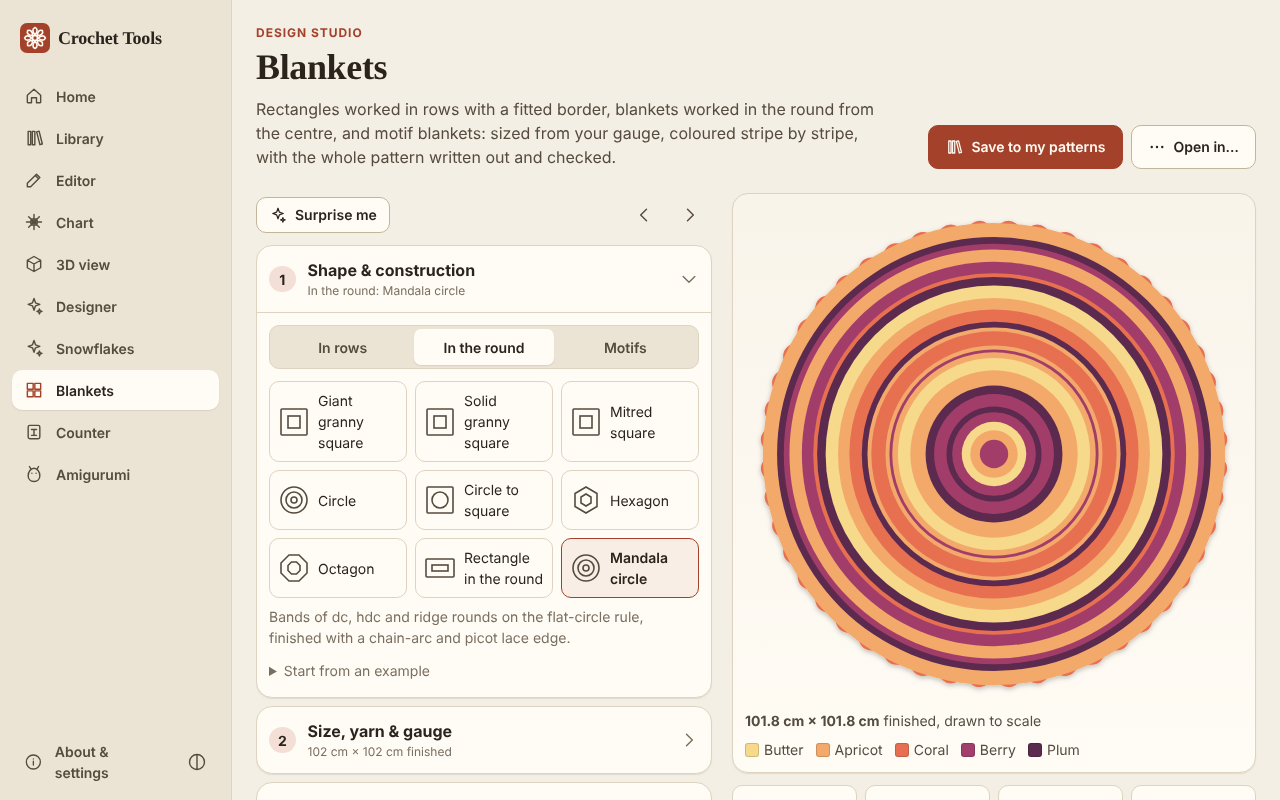 Crochet Tools
Home
Library
Editor
Chart
3D view
Designer
Snowflakes
Blankets
Counter
Amigurumi
About &
settings
DESIGN STUDIO
Blankets
Rectangles worked in rows with a fitted border, blankets worked in the round from
the centre, and motif blankets: sized from your gauge, coloured stripe by stripe,
with the whole pattern written out and checked.
Save to my patterns
Open in…
Surprise me
1
Shape & construction
In the round: Mandala circle
In rows
In the round
Motifs
Giant
granny
square
Solid
granny
square
Mitred
square
Circle
Circle to
square
Hexagon
Octagon
Rectangle
in the round
Mandala
circle
Bands of dc, hdc and ridge rounds on the flat-circle rule,
finished with a chain-arc and picot lace edge.
Start from an example
2
Size, yarn & gauge
102 cm × 102 cm finished
101.8 cm × 101.8 cm finished, drawn to scale
Butter
Apricot
Coral
Berry
Plum